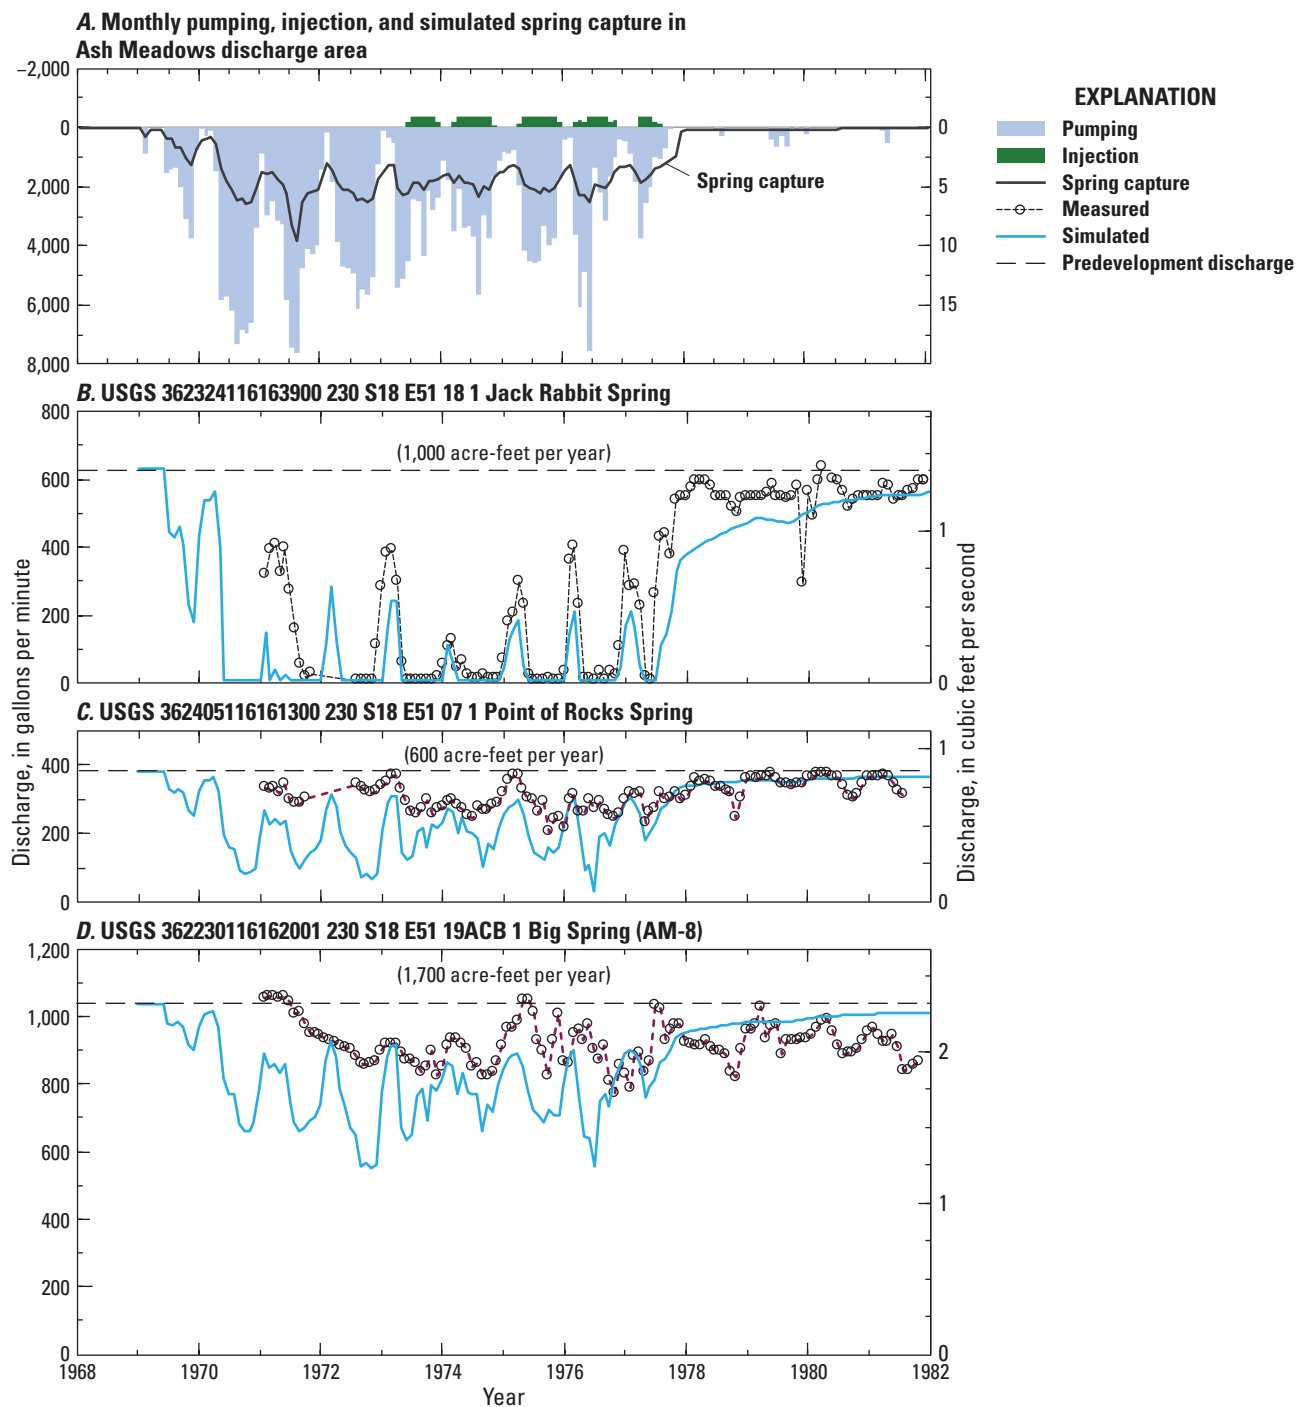 A. Monthly pumping, injection, and simulated spring capture in
Ash Meadows discharge area
−2,000
0
2,000
4,000
6,000
8,000
0
5
10
15
Spring capture
EXPLANATION
Pumping
Injection
Spring capture
Measured
Simulated
Predevelopment discharge
B. USGS 362324116163900 230 S18 E51 18 1 Jack Rabbit Spring
800
600
400
200
0
1
0
(1,000 acre-feet per year)
C. USGS 362405116161300 230 S18 E51 07 1 Point of Rocks Spring
400
300
200
100
0
1
0
(600 acre-feet per year)
D. USGS 362230116162001 230 S18 E51 19ACB 1 Big Spring (AM-8)
1,200
1,000
800
600
400
200
0
2
1
0
(1,700 acre-feet per year)
Discharge, in gallons per minute
Discharge, in cubic feet per second
1968
1970
1972
1974
1976
1978
1980
1982
Year